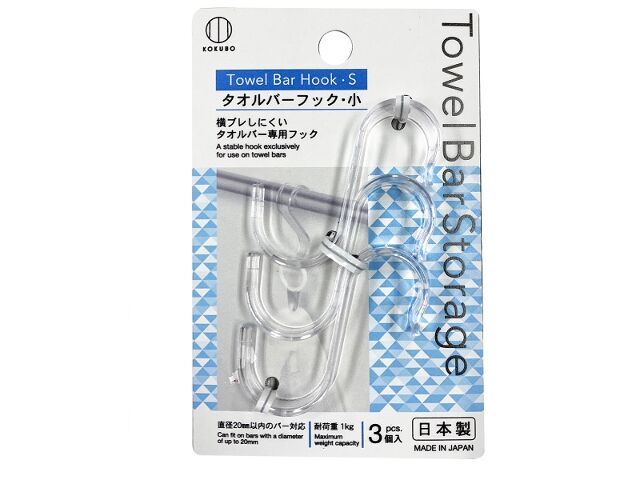 KOKUBO
Towel Bar Hook・S
タオルバーフック・小
横ブレしにくい
タオルバー専用フック
A stable hook exclusively
for use on towel bars
Towel Bar Storage
直径20mm以内のバー対応
Can fit on bars with a diameter
of up to 20mm
耐荷重1kg
Maximum
weight capacity
3 pcs.
個入
日本製
MADE IN JAPAN